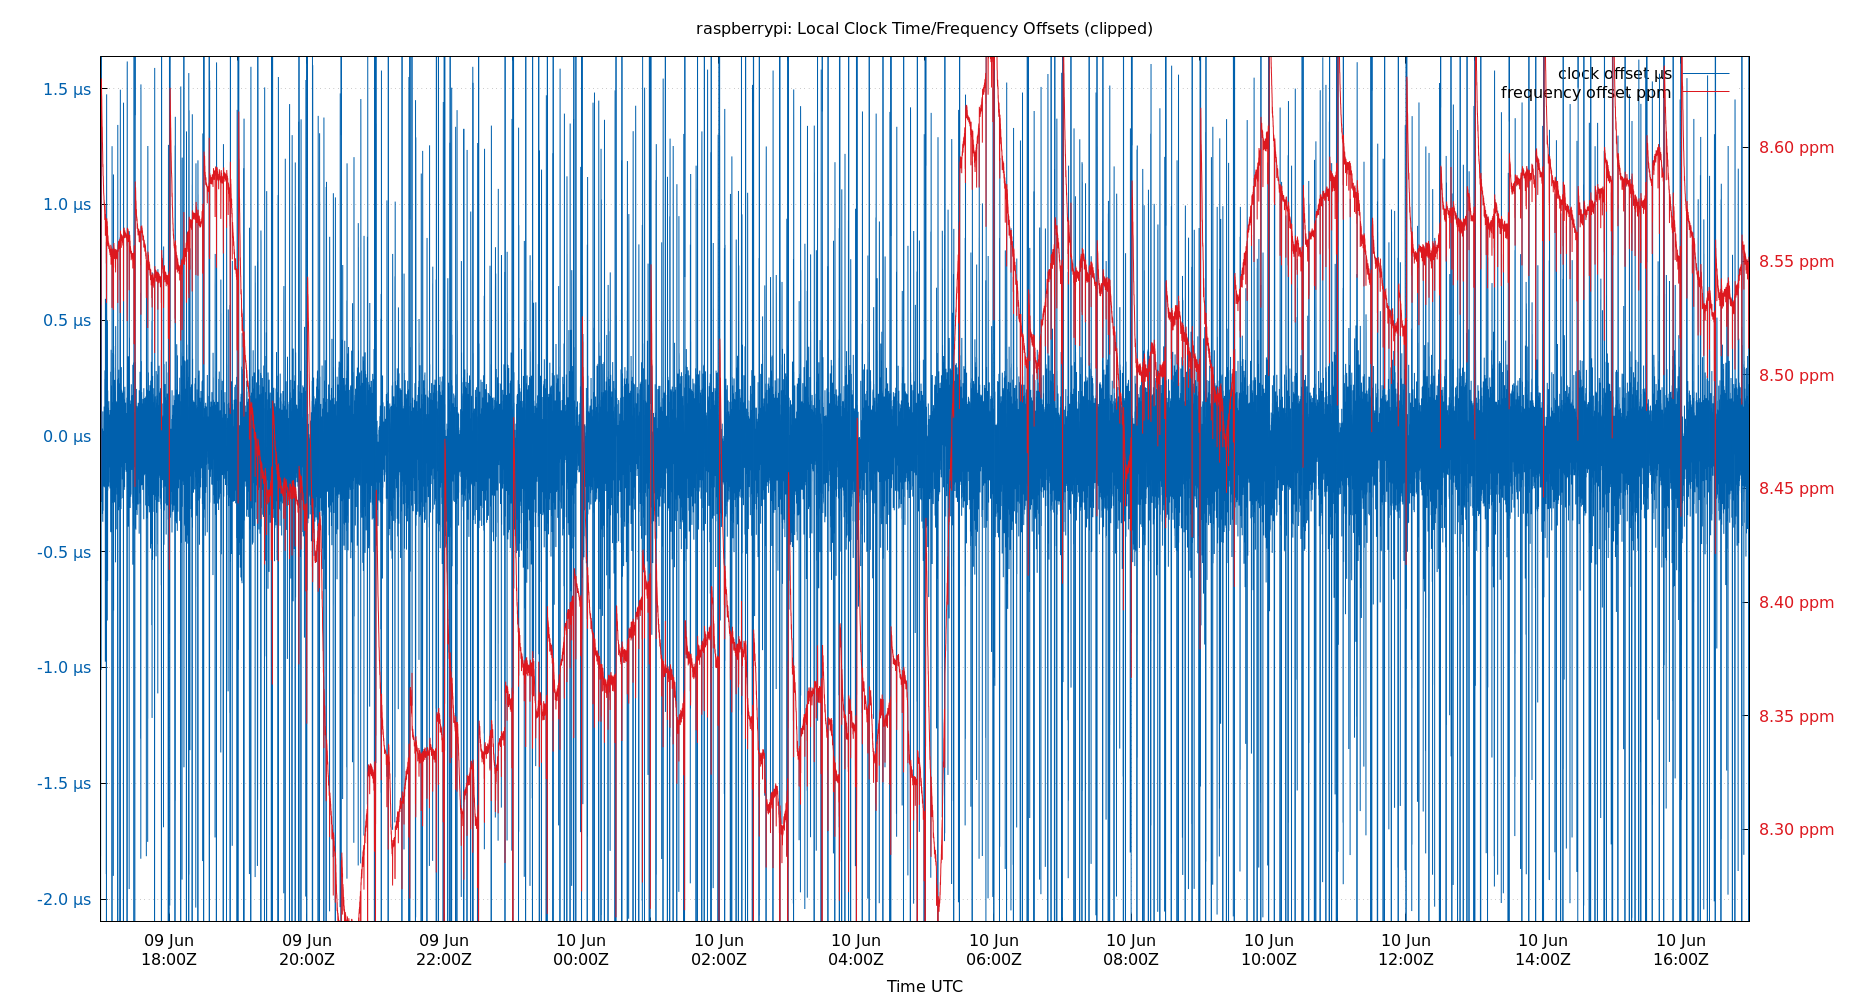 raspberrypi: Local Clock Time/Frequency Offsets (clipped)
clock offset µs
frequency offset ppm
1.5 µs
1.0 µs
0.5 µs
0.0 µs
-0.5 µs
-1.0 µs
-1.5 µs
-2.0 µs
8.60 ppm
8.55 ppm
8.50 ppm
8.45 ppm
8.40 ppm
8.35 ppm
8.30 ppm
09 Jun
18:00Z
09 Jun
20:00Z
09 Jun
22:00Z
10 Jun
00:00Z
10 Jun
02:00Z
10 Jun
04:00Z
10 Jun
06:00Z
10 Jun
08:00Z
10 Jun
10:00Z
10 Jun
12:00Z
10 Jun
14:00Z
10 Jun
16:00Z
Time UTC